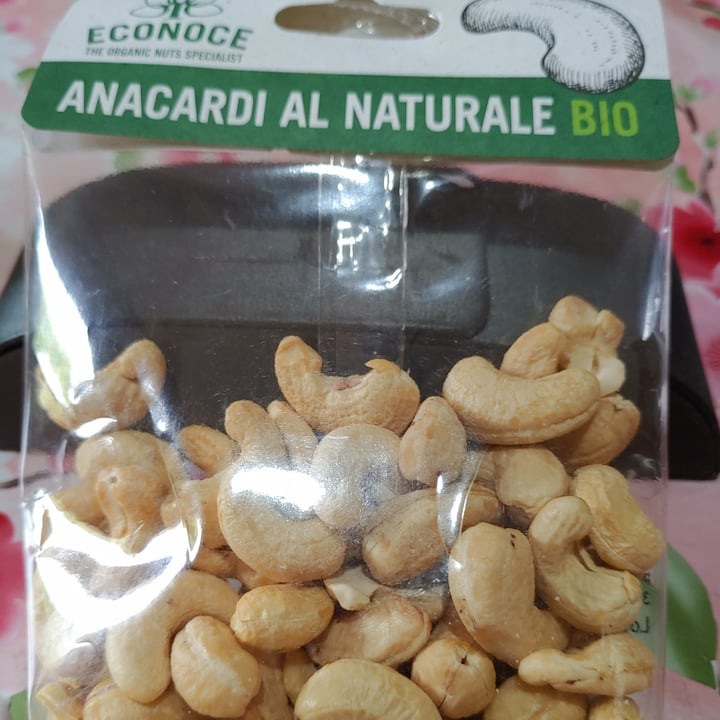 ECONOCE
THE ORGANIC NUTS SPECIALIST
ANACARDI AL NATURALE BIO